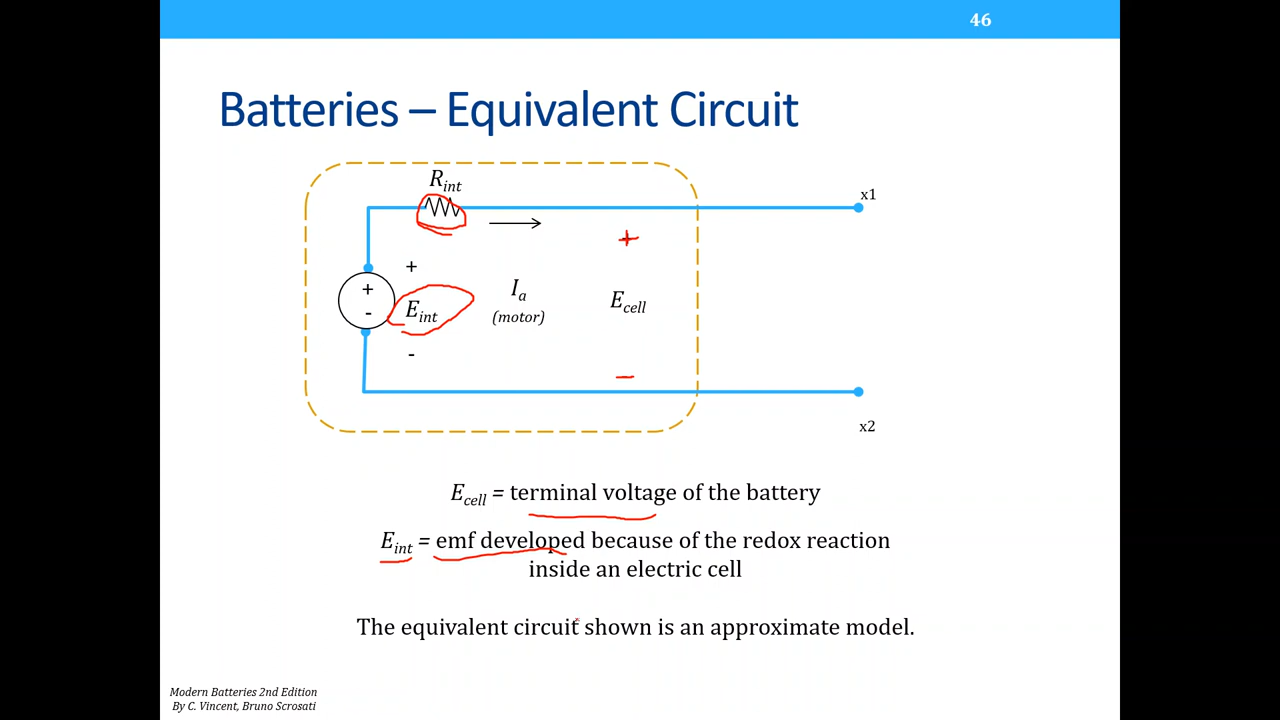 46
Batteries – Equivalent Circuit
R_int
x1
+
+
+
I_a
E_cell
-
E_int
(motor)
-
–
x2
E_cell = terminal voltage of the battery
E_int = emf developed because of the redox reaction
inside an electric cell
The equivalent circuit shown is an approximate model.
Modern Batteries 2nd Edition
By C. Vincent, Bruno Scrosati